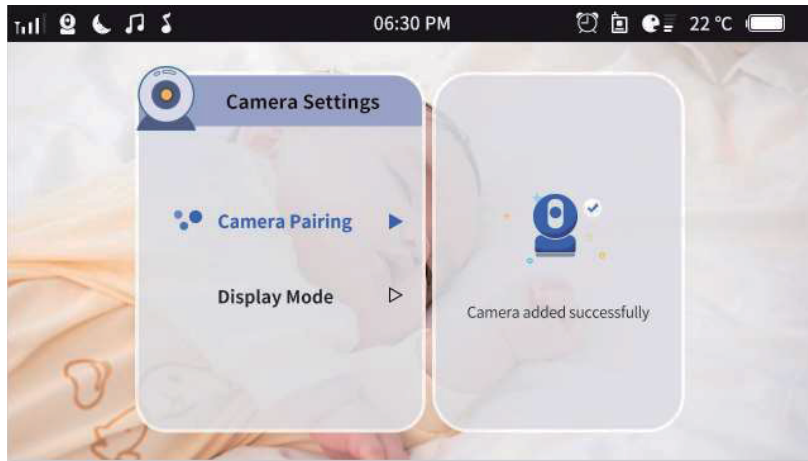 06:30 PM
22 °C
Camera Settings
Camera Pairing
Display Mode
Camera added successfully